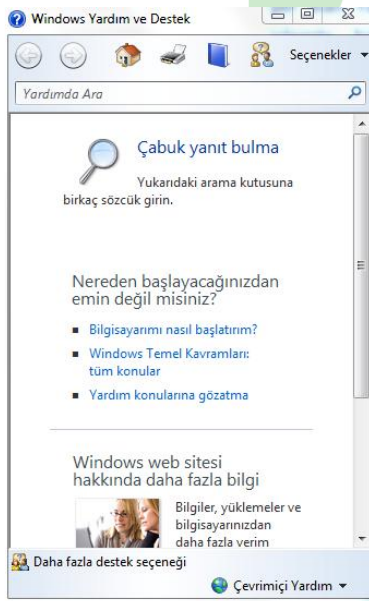 Windows Yardım ve Destek
Seçenekler
Yardımda Ara
Çabuk yanıt bulma
Yukarıdaki arama kutusuna
birkaç sözcük girin.
Nereden başlayacağınızdan
emin değil misiniz?
Bilgisayarımı nasıl başlatırım?
Windows Temel Kavramları:
tüm konular
Yardım konularına gözatma
Windows web sitesi
hakkında daha fazla bilgi
Bilgiler, yüklemeler ve
bilgisayarınızdan
daha fazla verim
Daha fazla destek seçeneği
Çevrimiçi Yardım